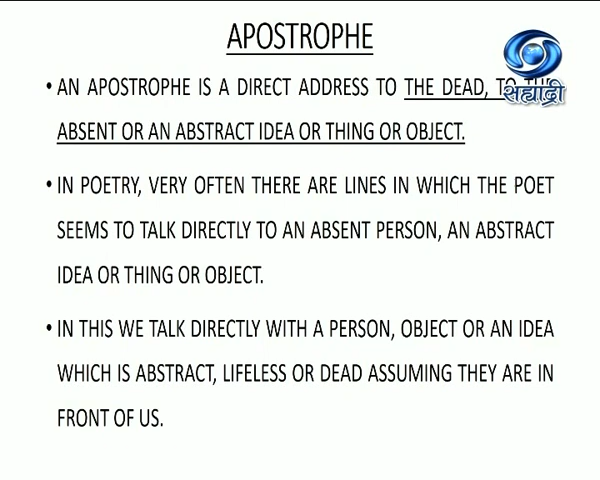 APOSTROPHE
• AN APOSTROPHE IS A DIRECT ADDRESS TO THE DEAD, TO THE
सह्याद्री
ABSENT OR AN ABSTRACT IDEA OR THING OR OBJECT.
• IN POETRY, VERY OFTEN THERE ARE LINES IN WHICH THE POET
SEEMS TO TALK DIRECTLY TO AN ABSENT PERSON, AN ABSTRACT
IDEA OR THING OR OBJECT.
• IN THIS WE TALK DIRECTLY WITH A PERSON, OBJECT OR AN IDEA
WHICH IS ABSTRACT, LIFELESS OR DEAD ASSUMING THEY ARE IN
FRONT OF US.